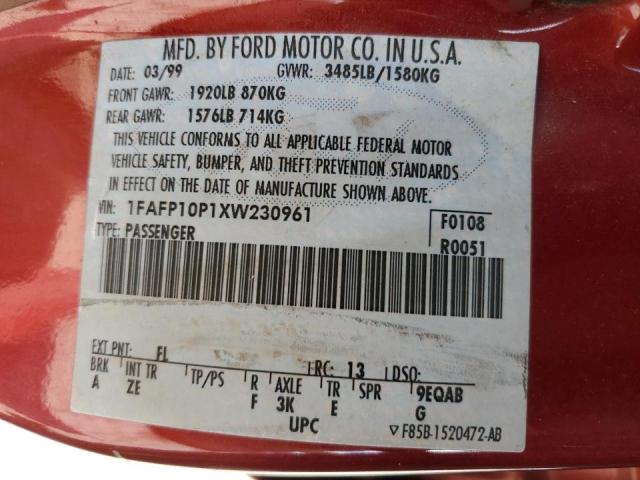 MFD. BY FORD MOTOR CO. IN U.S.A.
DATE: 03/99 GVWR: 3485LB/1580KG
FRONT GAWR: 1920LB 870KG
REAR GAWR: 1576LB 714KG
THIS VEHICLE CONFORMS TO ALL APPLICABLE FEDERAL MOTOR
VEHICLE SAFETY, BUMPER, AND THEFT PREVENTION STANDARDS
IN EFFECT ON THE DATE OF MANUFACTURE SHOWN ABOVE.
VIN: 1FAFP10P1XW230961 F0108
TYPE: PASSENGER R0051
EXT PNT: FL RC: 13 DSO:
BRK INT TR TP/PS R AXLE TR SPR 9EQAB
A ZE F 3K E G
UPC ▽F85B-1520472-AB